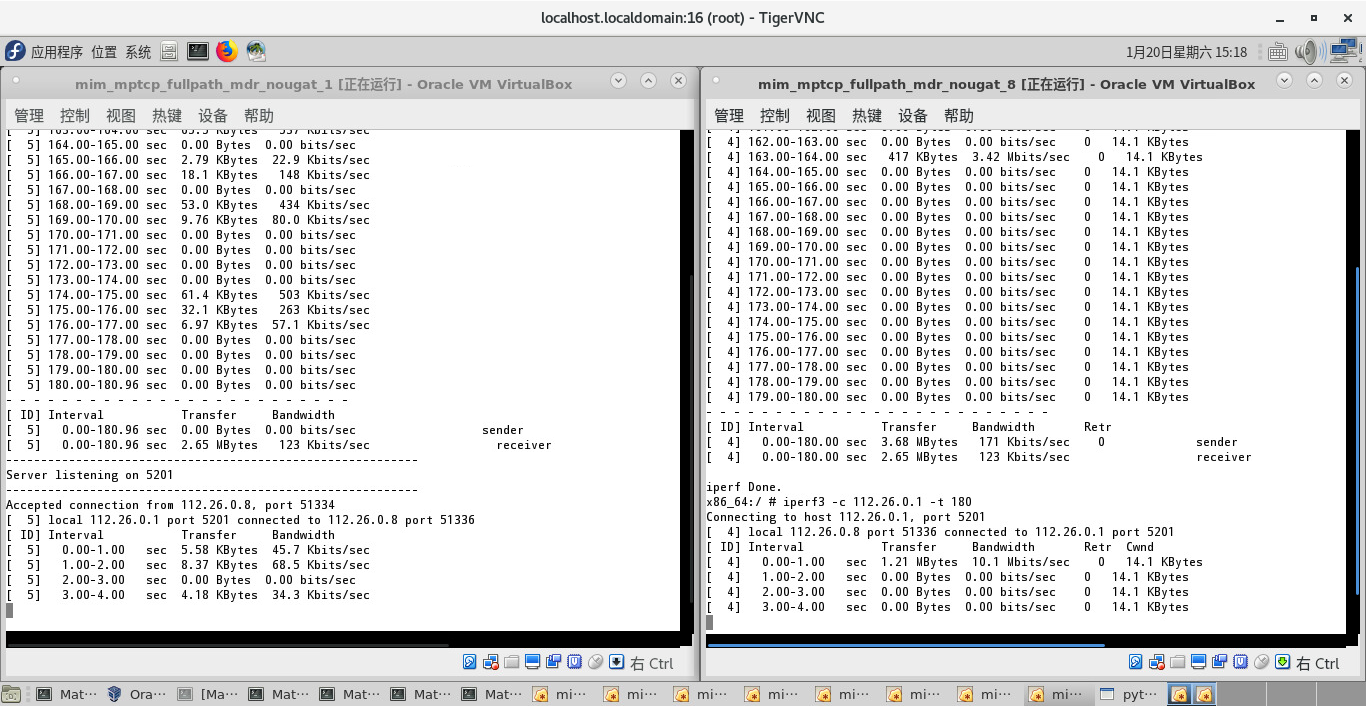 localhost.localdomain:16 (root) - TigerVNC
应用程序 位置 系统
1月20日星期六 15:18
mim_mptcp_fullpath_mdr_nougat_1 [正在运行] - Oracle VM VirtualBox
管理 控制 视图 热键 设备 帮助
[  5] 163.00-164.00 sec  65.5 KBytes   537 Kbits/sec
[  5] 164.00-165.00 sec  0.00 Bytes  0.00 bits/sec
[  5] 165.00-166.00 sec  2.79 KBytes  22.9 Kbits/sec
[  5] 166.00-167.00 sec  18.1 KBytes   148 Kbits/sec
[  5] 167.00-168.00 sec  0.00 Bytes  0.00 bits/sec
[  5] 168.00-169.00 sec  53.0 KBytes   434 Kbits/sec
[  5] 169.00-170.00 sec  9.76 KBytes  80.0 Kbits/sec
[  5] 170.00-171.00 sec  0.00 Bytes  0.00 bits/sec
[  5] 171.00-172.00 sec  0.00 Bytes  0.00 bits/sec
[  5] 172.00-173.00 sec  0.00 Bytes  0.00 bits/sec
[  5] 173.00-174.00 sec  0.00 Bytes  0.00 bits/sec
[  5] 174.00-175.00 sec  61.4 KBytes   503 Kbits/sec
[  5] 175.00-176.00 sec  32.1 KBytes   263 Kbits/sec
[  5] 176.00-177.00 sec  6.97 KBytes  57.1 Kbits/sec
[  5] 177.00-178.00 sec  0.00 Bytes  0.00 bits/sec
[  5] 178.00-179.00 sec  0.00 Bytes  0.00 bits/sec
[  5] 179.00-180.00 sec  0.00 Bytes  0.00 bits/sec
[  5] 180.00-180.96 sec  0.00 Bytes  0.00 bits/sec
- - - - - - - - - - - - - - - - - - - - - - - - -
[ ID] Interval           Transfer     Bandwidth
[  5]   0.00-180.96 sec  0.00 Bytes  0.00 bits/sec                  sender
[  5]   0.00-180.96 sec  2.65 MBytes   123 Kbits/sec                  receiver
-----------------------------------------------------------
Server listening on 5201
-----------------------------------------------------------
Accepted connection from 112.26.0.8, port 51334
[  5] local 112.26.0.1 port 5201 connected to 112.26.0.8 port 51336
[ ID] Interval           Transfer     Bandwidth
[  5]   0.00-1.00   sec  5.58 KBytes  45.7 Kbits/sec
[  5]   1.00-2.00   sec  8.37 KBytes  68.5 Kbits/sec
[  5]   2.00-3.00   sec  0.00 Bytes  0.00 bits/sec
[  5]   3.00-4.00   sec  4.18 KBytes  34.3 Kbits/sec
右 Ctrl
mim_mptcp_fullpath_mdr_nougat_8 [正在运行] - Oracle VM VirtualBox
管理 控制 视图 热键 设备 帮助
[  4] 162.00-163.00 sec  0.00 Bytes  0.00 bits/sec    0   14.1 KBytes
[  4] 163.00-164.00 sec   417 KBytes  3.42 Mbits/sec    0   14.1 KBytes
[  4] 164.00-165.00 sec  0.00 Bytes  0.00 bits/sec    0   14.1 KBytes
[  4] 165.00-166.00 sec  0.00 Bytes  0.00 bits/sec    0   14.1 KBytes
[  4] 166.00-167.00 sec  0.00 Bytes  0.00 bits/sec    0   14.1 KBytes
[  4] 167.00-168.00 sec  0.00 Bytes  0.00 bits/sec    0   14.1 KBytes
[  4] 168.00-169.00 sec  0.00 Bytes  0.00 bits/sec    0   14.1 KBytes
[  4] 169.00-170.00 sec  0.00 Bytes  0.00 bits/sec    0   14.1 KBytes
[  4] 170.00-171.00 sec  0.00 Bytes  0.00 bits/sec    0   14.1 KBytes
[  4] 171.00-172.00 sec  0.00 Bytes  0.00 bits/sec    0   14.1 KBytes
[  4] 172.00-173.00 sec  0.00 Bytes  0.00 bits/sec    0   14.1 KBytes
[  4] 173.00-174.00 sec  0.00 Bytes  0.00 bits/sec    0   14.1 KBytes
[  4] 174.00-175.00 sec  0.00 Bytes  0.00 bits/sec    0   14.1 KBytes
[  4] 175.00-176.00 sec  0.00 Bytes  0.00 bits/sec    0   14.1 KBytes
[  4] 176.00-177.00 sec  0.00 Bytes  0.00 bits/sec    0   14.1 KBytes
[  4] 177.00-178.00 sec  0.00 Bytes  0.00 bits/sec    0   14.1 KBytes
[  4] 178.00-179.00 sec  0.00 Bytes  0.00 bits/sec    0   14.1 KBytes
[  4] 179.00-180.00 sec  0.00 Bytes  0.00 bits/sec    0   14.1 KBytes
- - - - - - - - - - - - - - - - - - - - - - - - -
[ ID] Interval           Transfer     Bandwidth       Retr
[  4]   0.00-180.00 sec  3.68 MBytes   171 Kbits/sec    0             sender
[  4]   0.00-180.00 sec  2.65 MBytes   123 Kbits/sec                  receiver
iperf Done.
x86_64:/ # iperf3 -c 112.26.0.1 -t 180
Connecting to host 112.26.0.1, port 5201
[  4] local 112.26.0.8 port 51336 connected to 112.26.0.1 port 5201
[ ID] Interval           Transfer     Bandwidth       Retr  Cwnd
[  4]   0.00-1.00   sec  1.21 MBytes  10.1 Mbits/sec    0   14.1 KBytes
[  4]   1.00-2.00   sec  0.00 Bytes  0.00 bits/sec    0   14.1 KBytes
[  4]   2.00-3.00   sec  0.00 Bytes  0.00 bits/sec    0   14.1 KBytes
[  4]   3.00-4.00   sec  0.00 Bytes  0.00 bits/sec    0   14.1 KBytes
右 Ctrl
Mat··· Ora··· [Ma··· Mat··· Mat··· Mat··· Mat··· mi··· mi··· mi··· mi··· mi··· mi··· mi··· mi··· pyt···